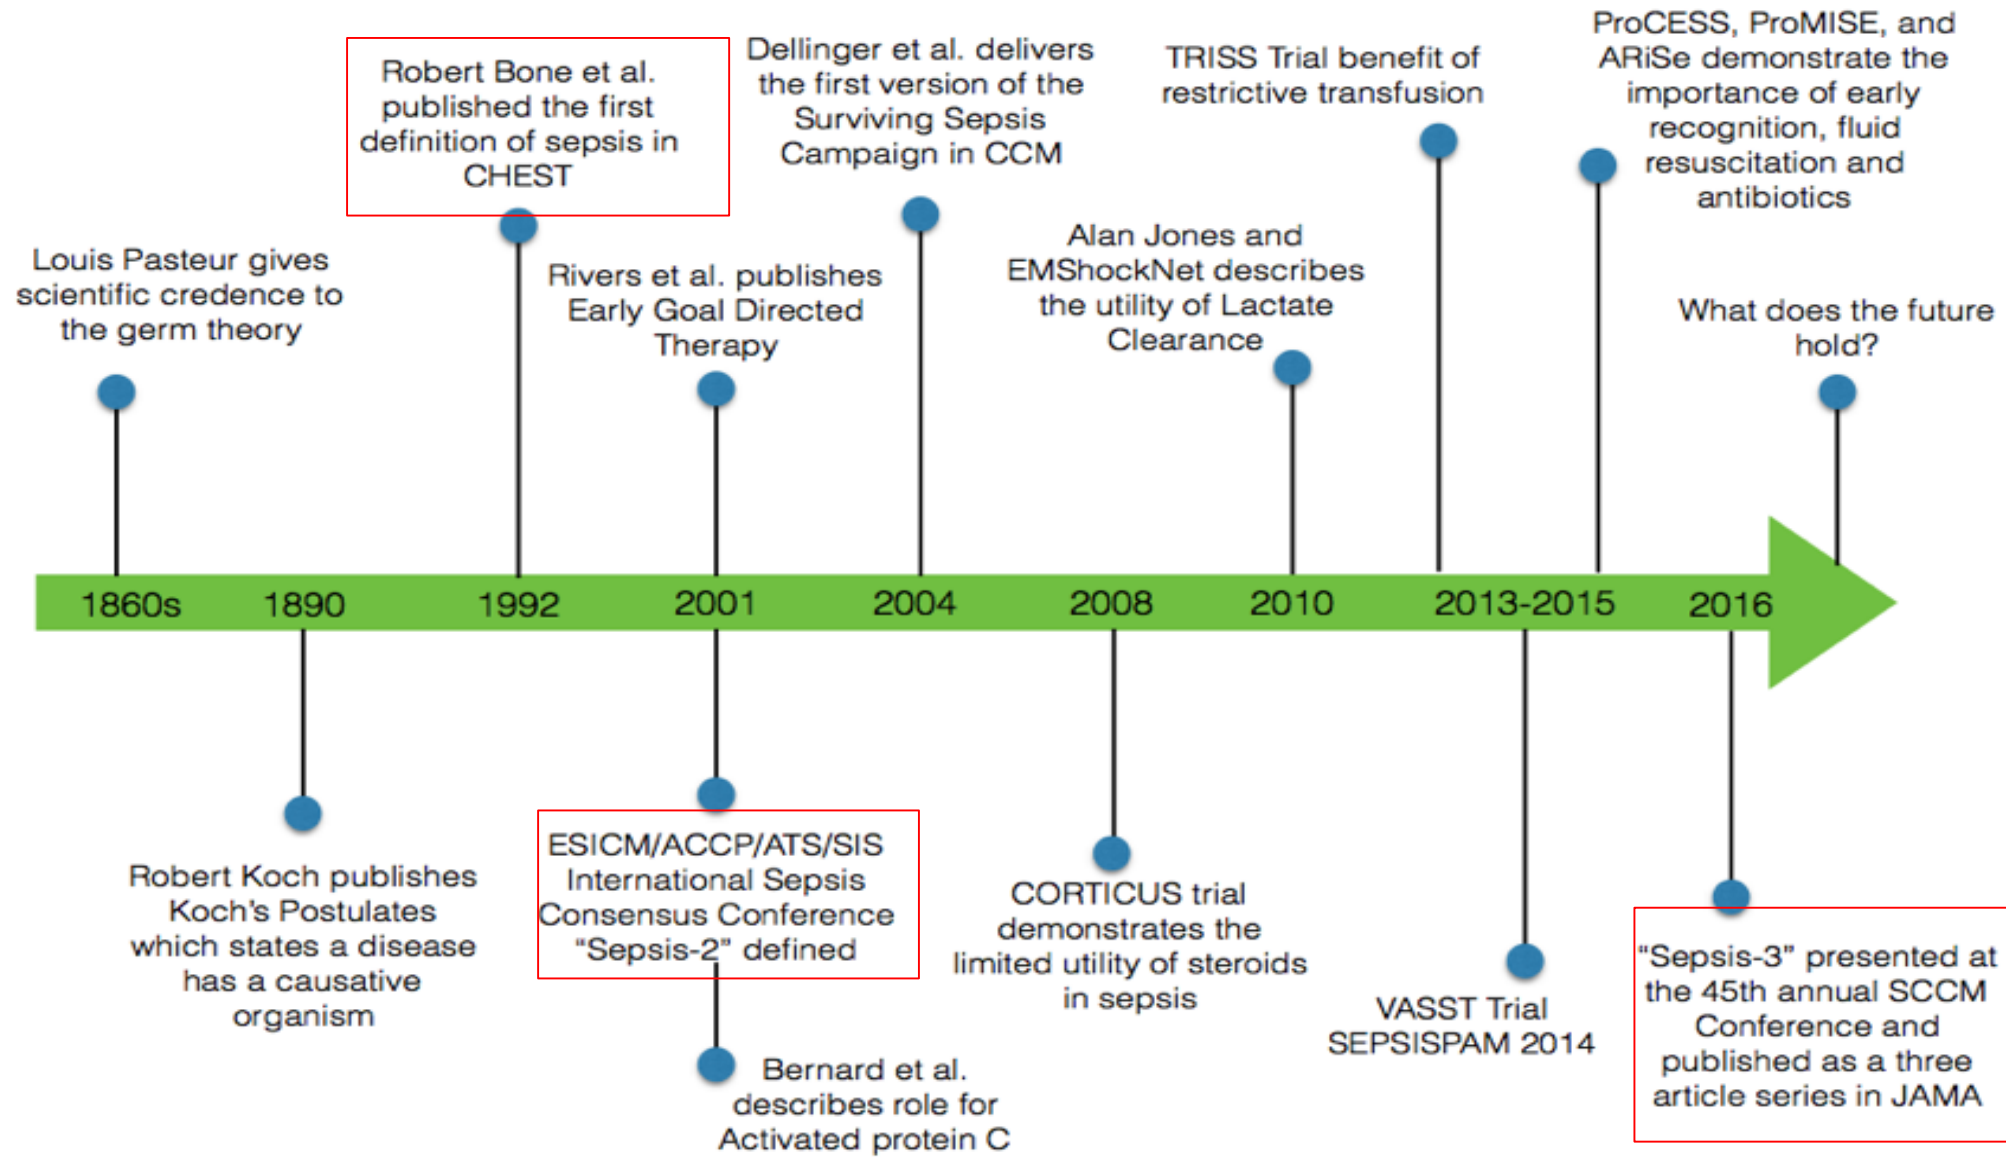 Robert Bone et al.
published the first
definition of sepsis in
CHEST
Dellinger et al. delivers
the first version of the
Surviving Sepsis
Campaign in CCM
TRISS Trial benefit of
restrictive transfusion
ProCESS, ProMISE, and
ARiSe demonstrate the
importance of early
recognition, fluid
resuscitation and
antibiotics
Louis Pasteur gives
scientific credence to
the germ theory
Rivers et al. publishes
Early Goal Directed
Therapy
Alan Jones and
EMShockNet describes
the utility of Lactate
Clearance
What does the future
hold?
1860s 1890 1992 2001 2004 2008 2010 2013-2015 2016
Robert Koch publishes
Koch’s Postulates
which states a disease
has a causative
organism
ESICM/ACCP/ATS/SIS
International Sepsis
Consensus Conference
“Sepsis-2” defined
Bernard et al.
describes role for
Activated protein C
CORTICUS trial
demonstrates the
limited utility of steroids
in sepsis
VASST Trial
SEPSISPAM 2014
“Sepsis-3” presented at
the 45th annual SCCM
Conference and
published as a three
article series in JAMA